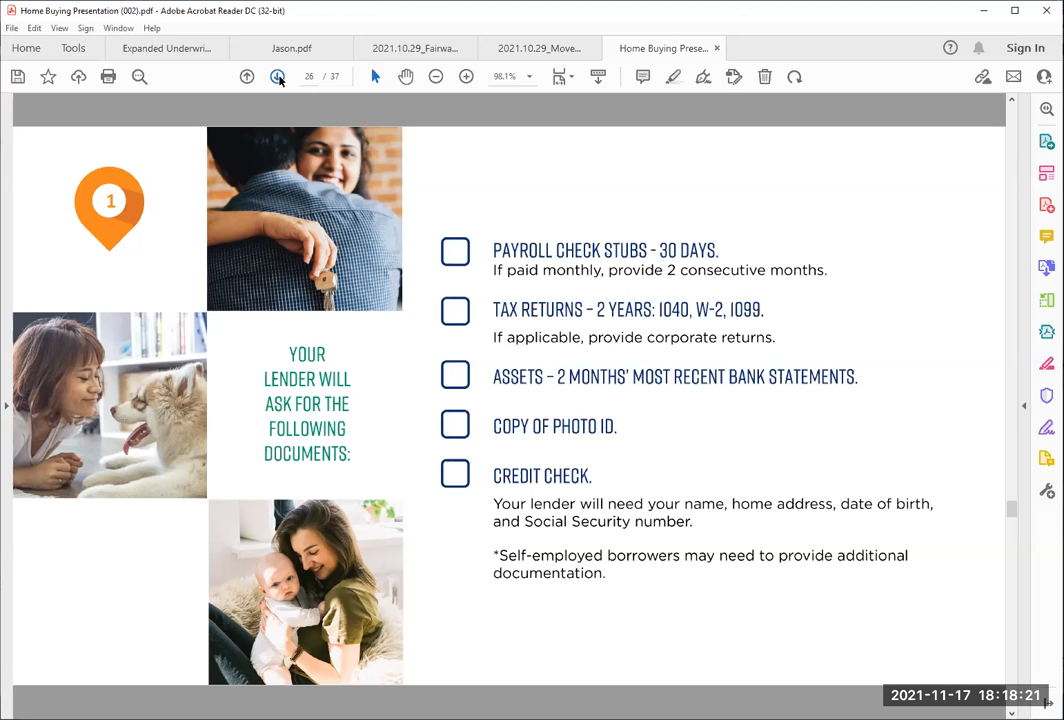 Home Buying Presentation (002).pdf - Adobe Acrobat Reader DC (32-bit)
File Edit View Sign Window Help
Home Tools Expanded Underwri... Jason.pdf 2021.10.29_Fairwa... 2021.10.29_Move... Home Buying Prese... × Sign In
26 / 37 98.1%
1
YOUR
LENDER WILL
ASK FOR THE
FOLLOWING
DOCUMENTS:
PAYROLL CHECK STUBS - 30 DAYS.
If paid monthly, provide 2 consecutive months.
TAX RETURNS – 2 YEARS: 1040, W-2, 1099.
If applicable, provide corporate returns.
ASSETS – 2 MONTHS' MOST RECENT BANK STATEMENTS.
COPY OF PHOTO ID.
CREDIT CHECK.
Your lender will need your name, home address, date of birth,
and Social Security number.
*Self-employed borrowers may need to provide additional
documentation.
2021-11-17 18:18:21